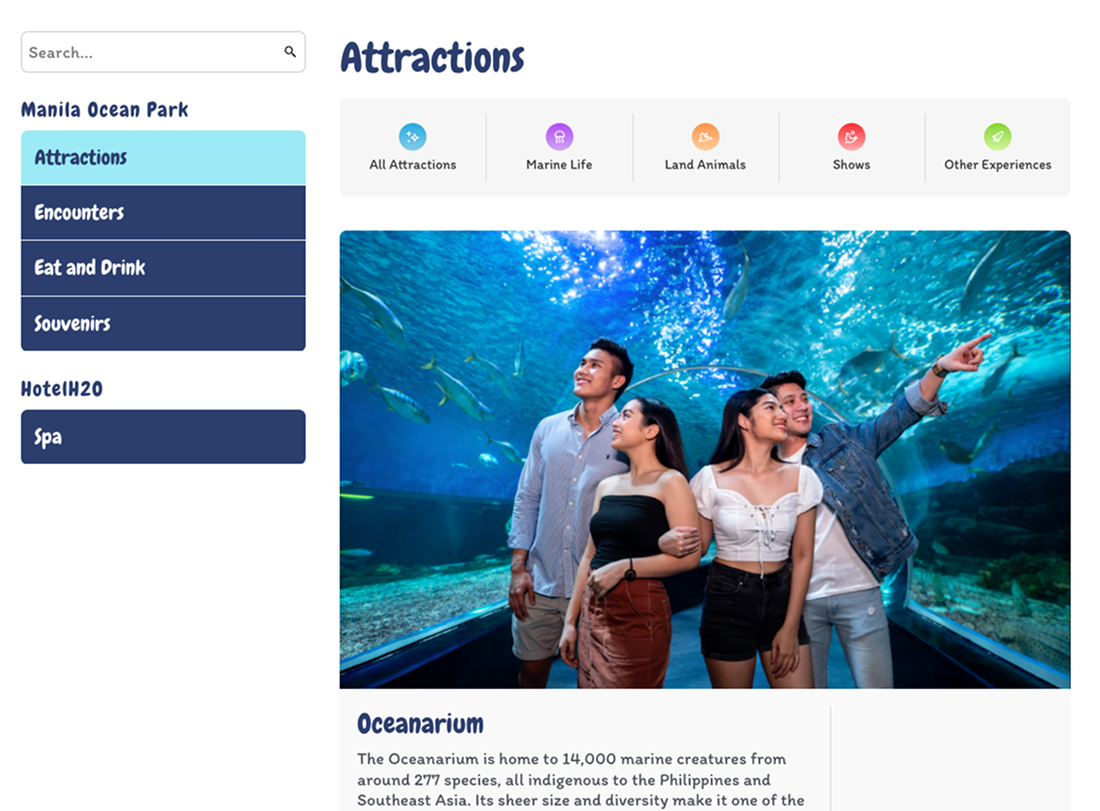 Search...
Manila Ocean Park
Attractions
Encounters
Eat and Drink
Souvenirs
HotelH2O
Spa
Attractions
All Attractions
Marine Life
Land Animals
Shows
Other Experiences
Oceanarium
The Oceanarium is home to 14,000 marine creatures from
around 277 species, all indigenous to the Philippines and
Southeast Asia. Its sheer size and diversity make it one of the